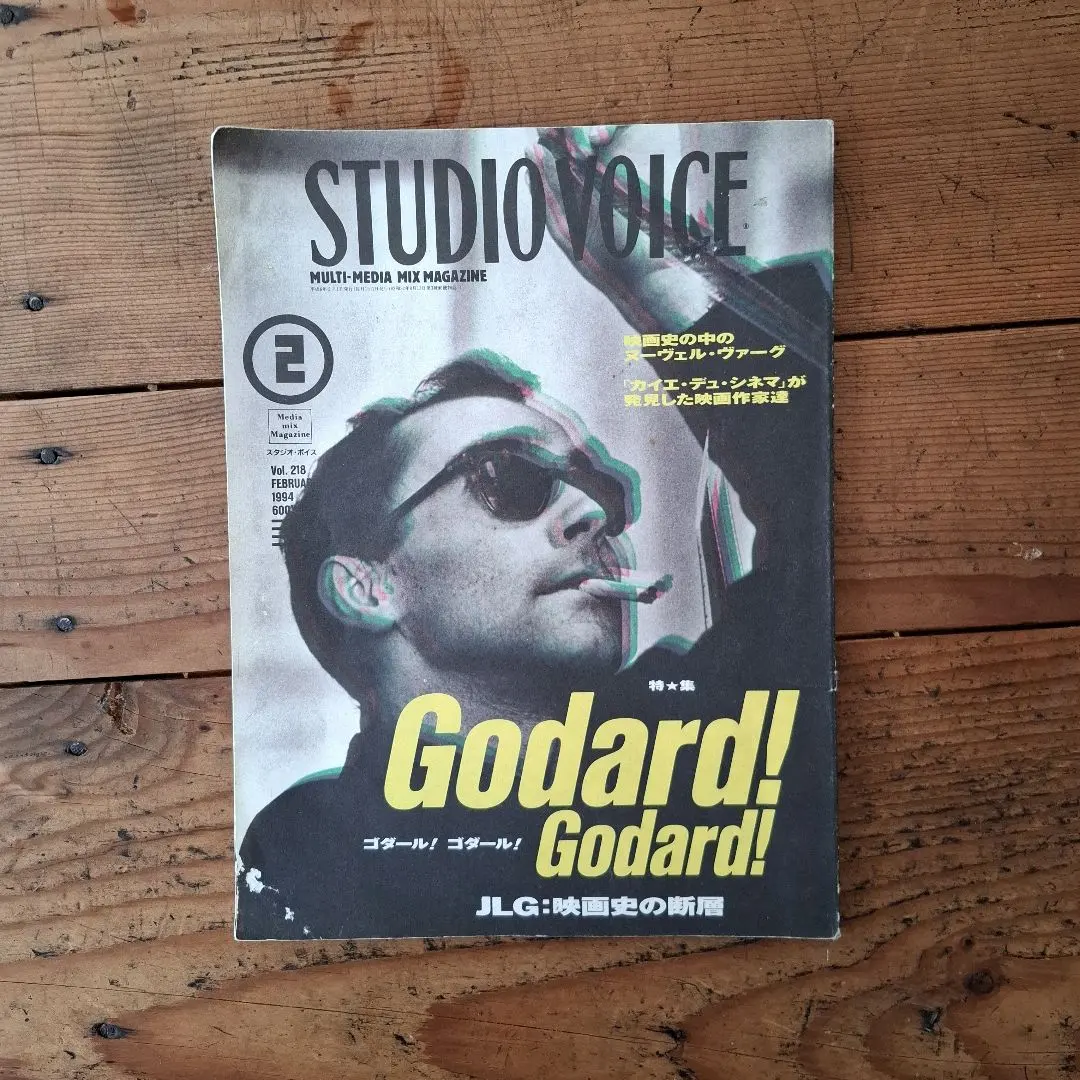 STUDIO VOICE
MULTI-MEDIA MIX MAGAZINE
2
Media
mix
Magazine
スタジオ・ボイス
Vol. 218
FEBRUA
1994
600
映画史の中の
ヌーヴェル・ヴァーグ
「カイエ・デュ・シネマ」が
発見した映画作家達
特★集
Godard!
ゴダール! ゴダール! Godard!
JLG:映画史の断層